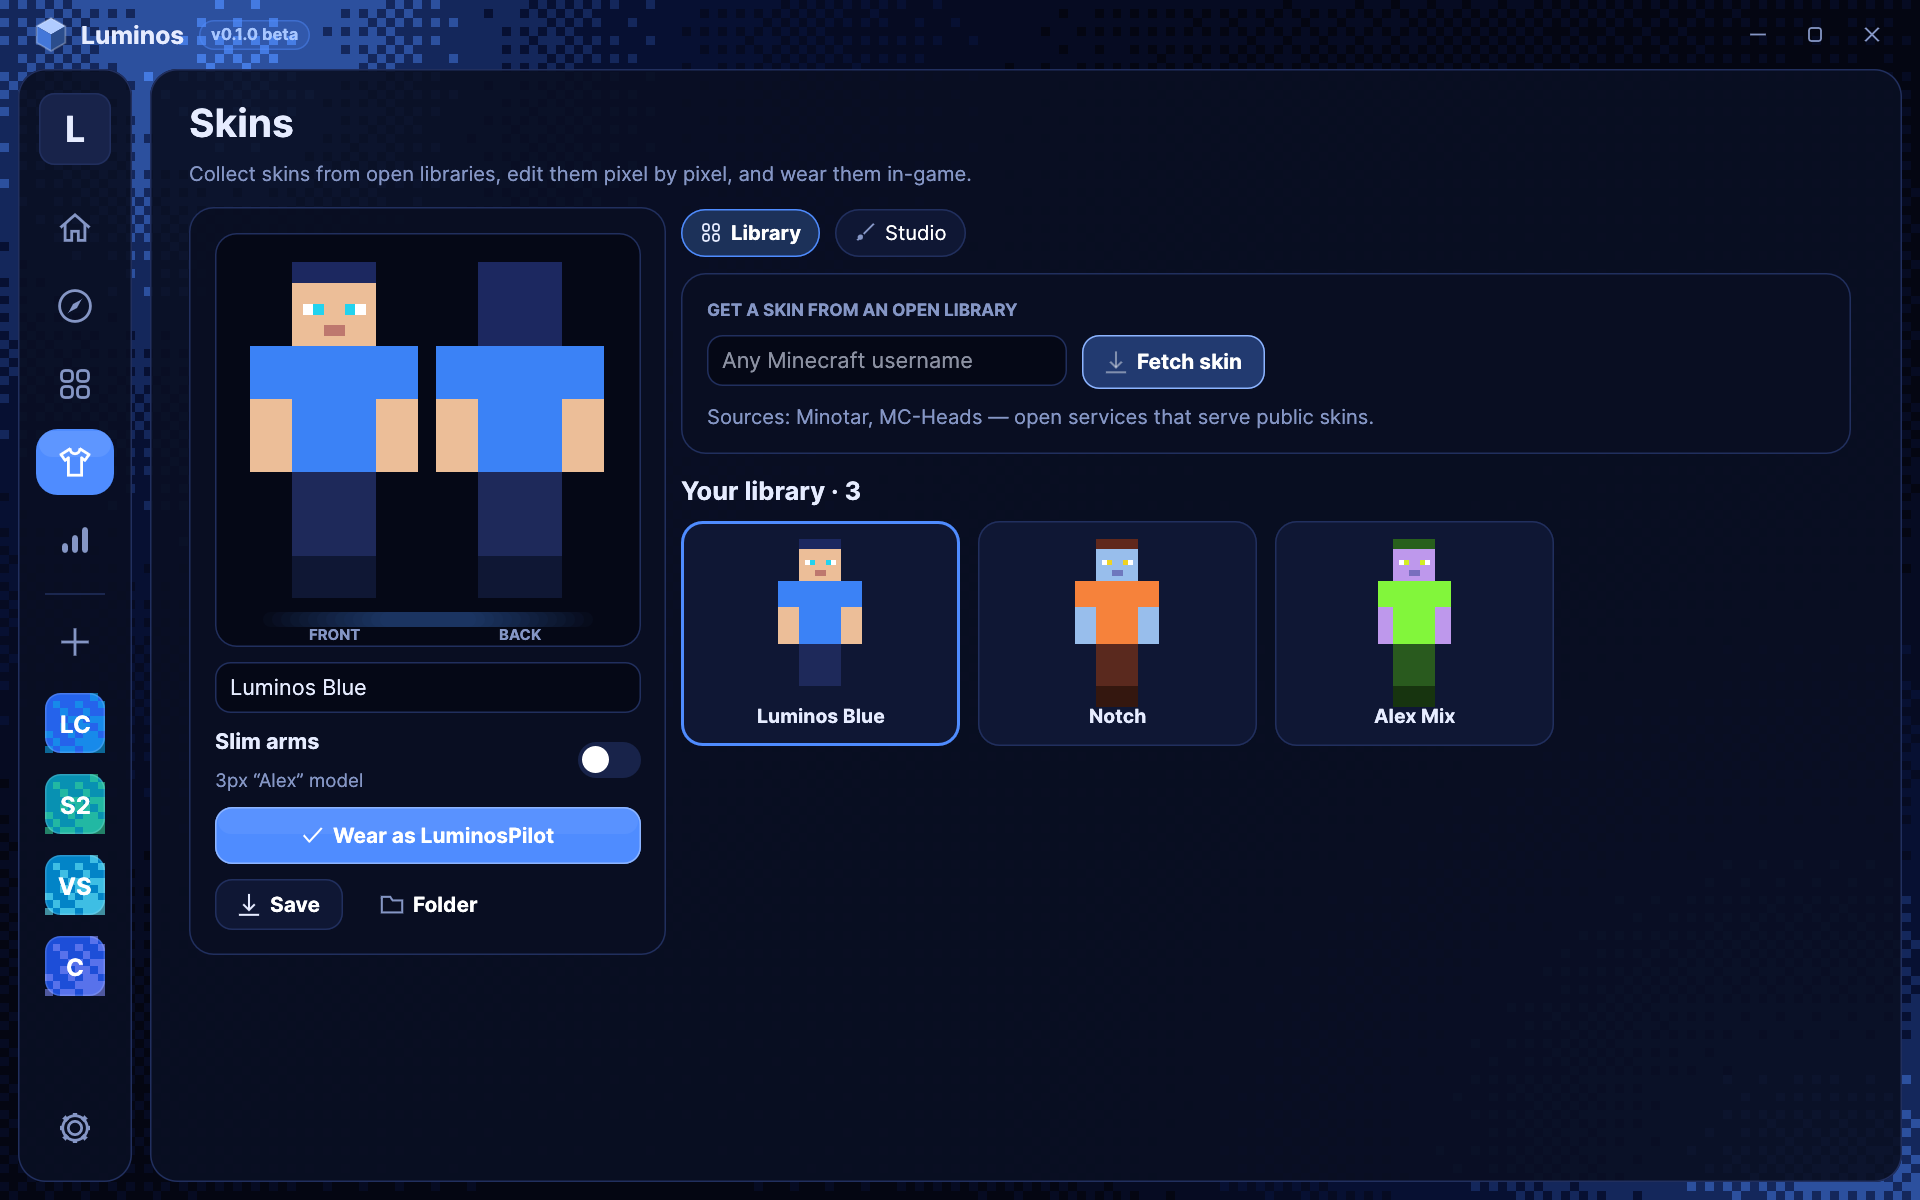 Luminos v0.1.0 beta
L
Skins
Collect skins from open libraries, edit them pixel by pixel, and wear them in-game.
FRONT BACK
Luminos Blue
Slim arms
3px “Alex” model
Wear as LuminosPilot
Save Folder
Library Studio
GET A SKIN FROM AN OPEN LIBRARY
Any Minecraft username Fetch skin
Sources: Minotar, MC-Heads — open services that serve public skins.
Your library · 3
Luminos Blue Notch Alex Mix
LC
S2
VS
C